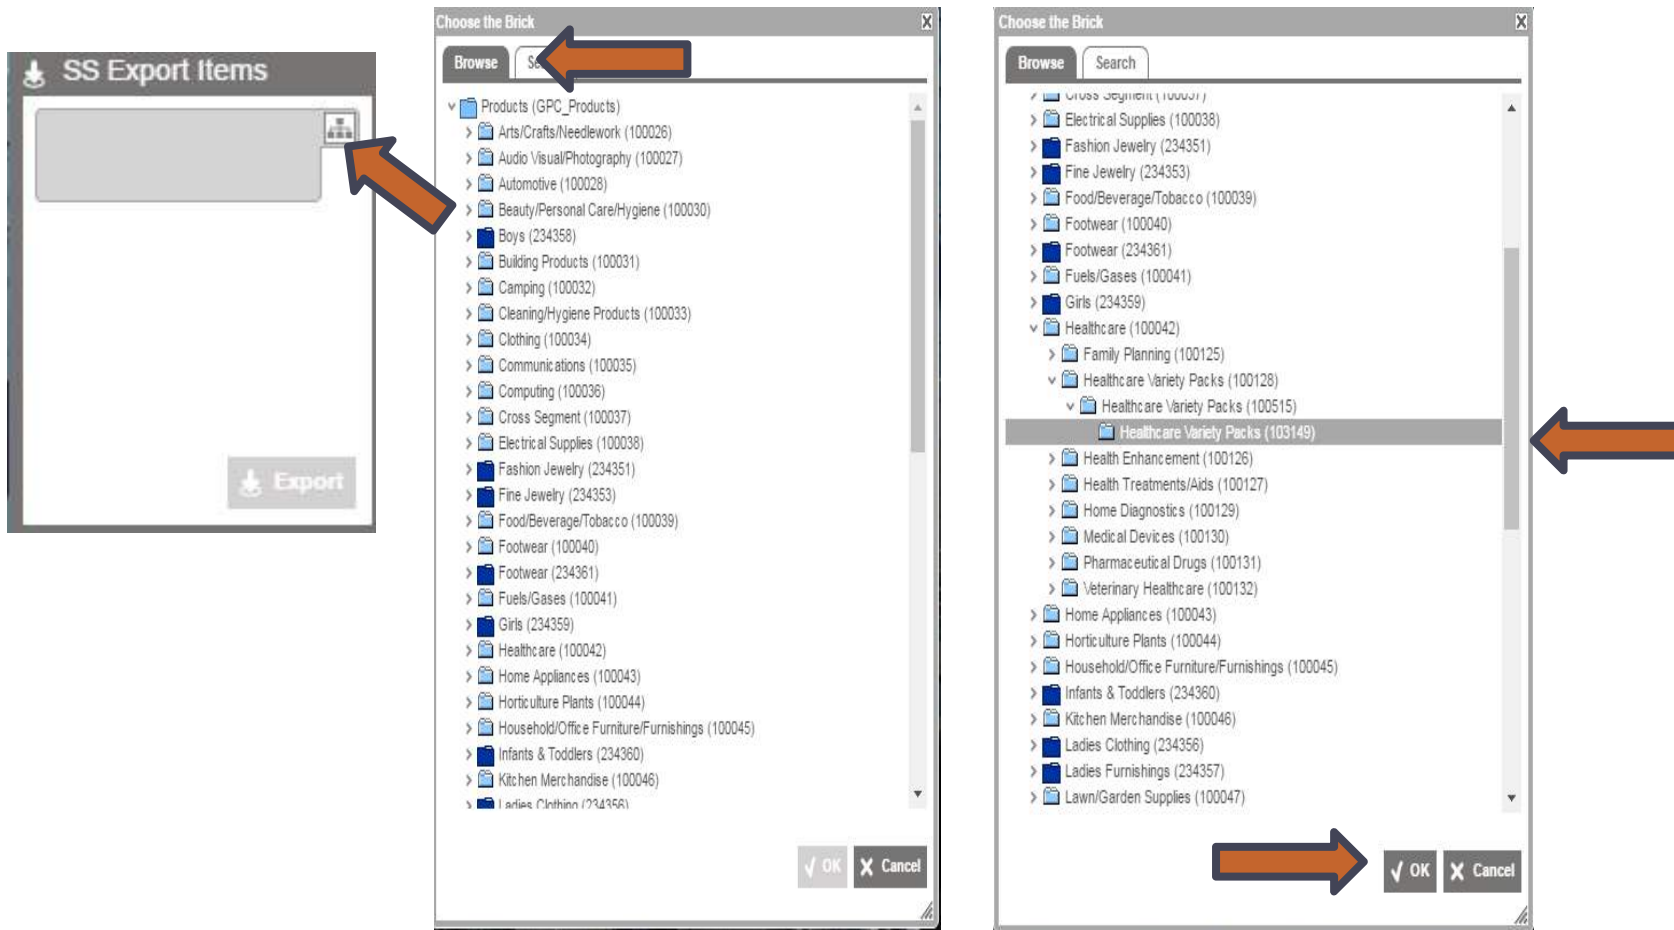 SS Export Items
Export
Choose the Brick
Browse
Products (GPC_Products)
Arts/Crafts/Needlework (100026)
Audio Visual/Photography (100027)
Automotive (100028)
Beauty/Personal Care/Hygiene (100030)
Boys (234358)
Building Products (100031)
Camping (100032)
Cleaning/Hygiene Products (100033)
Clothing (100034)
Communications (100035)
Computing (100036)
Cross Segment (100037)
Electrical Supplies (100038)
Fashion Jewelry (234351)
Fine Jewelry (234353)
Food/Beverage/Tobacco (100039)
Footwear (100040)
Footwear (234361)
Fuels/Gases (100041)
Girls (234359)
Healthcare (100042)
Home Appliances (100043)
Horticulture Plants (100044)
Household/Office Furniture/Furnishings (100045)
Infants & Toddlers (234360)
Kitchen Merchandise (100046)
Ladies Clothing (234356)
OK Cancel
Choose the Brick
Browse Search
Cross Segment (100037)
Electrical Supplies (100038)
Fashion Jewelry (234351)
Fine Jewelry (234353)
Food/Beverage/Tobacco (100039)
Footwear (100040)
Footwear (234361)
Fuels/Gases (100041)
Girls (234359)
Healthcare (100042)
Family Planning (100125)
Healthcare Variety Packs (100128)
Healthcare Variety Packs (100515)
Healthcare Variety Packs (103149)
Health Enhancement (100126)
Health Treatments/Aids (100127)
Home Diagnostics (100129)
Medical Devices (100130)
Pharmaceutical Drugs (100131)
Veterinary Healthcare (100132)
Home Appliances (100043)
Horticulture Plants (100044)
Household/Office Furniture/Furnishings (100045)
Infants & Toddlers (234360)
Kitchen Merchandise (100046)
Ladies Clothing (234356)
Ladies Furnishings (234357)
Lawn/Garden Supplies (100047)
OK Cancel